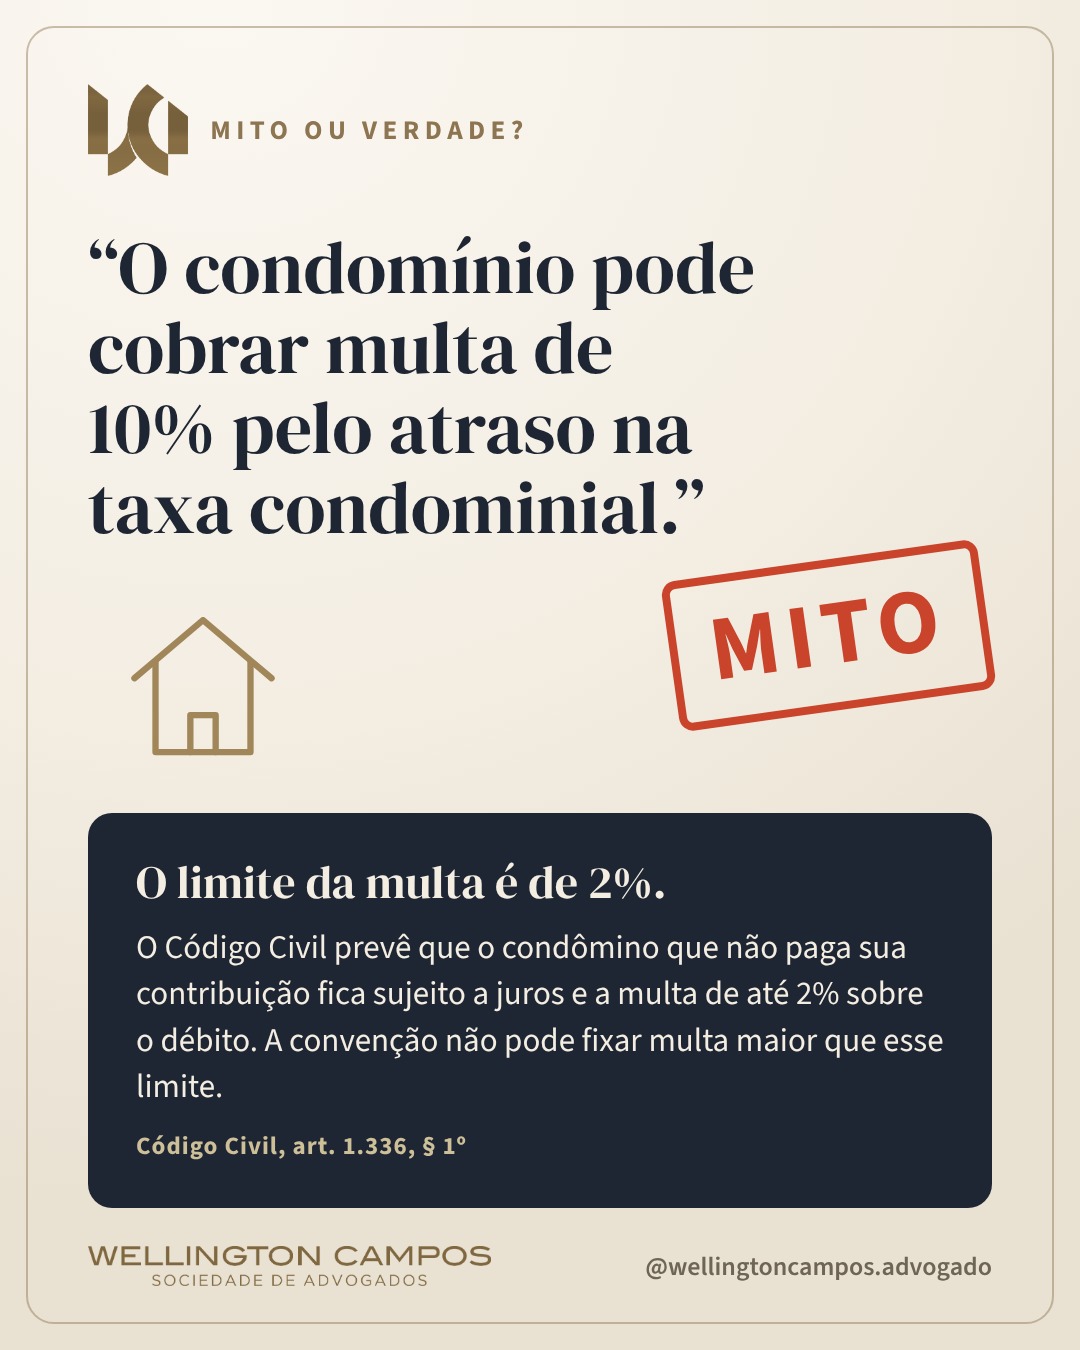 MITO OU VERDADE?
“O condomínio pode
cobrar multa de
10% pelo atraso na
taxa condominial.”
MITO
O limite da multa é de 2%.
O Código Civil prevê que o condômino que não paga sua
contribuição fica sujeito a juros e a multa de até 2% sobre
o débito. A convenção não pode fixar multa maior que esse
limite.
Código Civil, art. 1.336, § 1º
WELLINGTON CAMPOS
SOCIEDADE DE ADVOGADOS
@wellingtoncampos.advogado